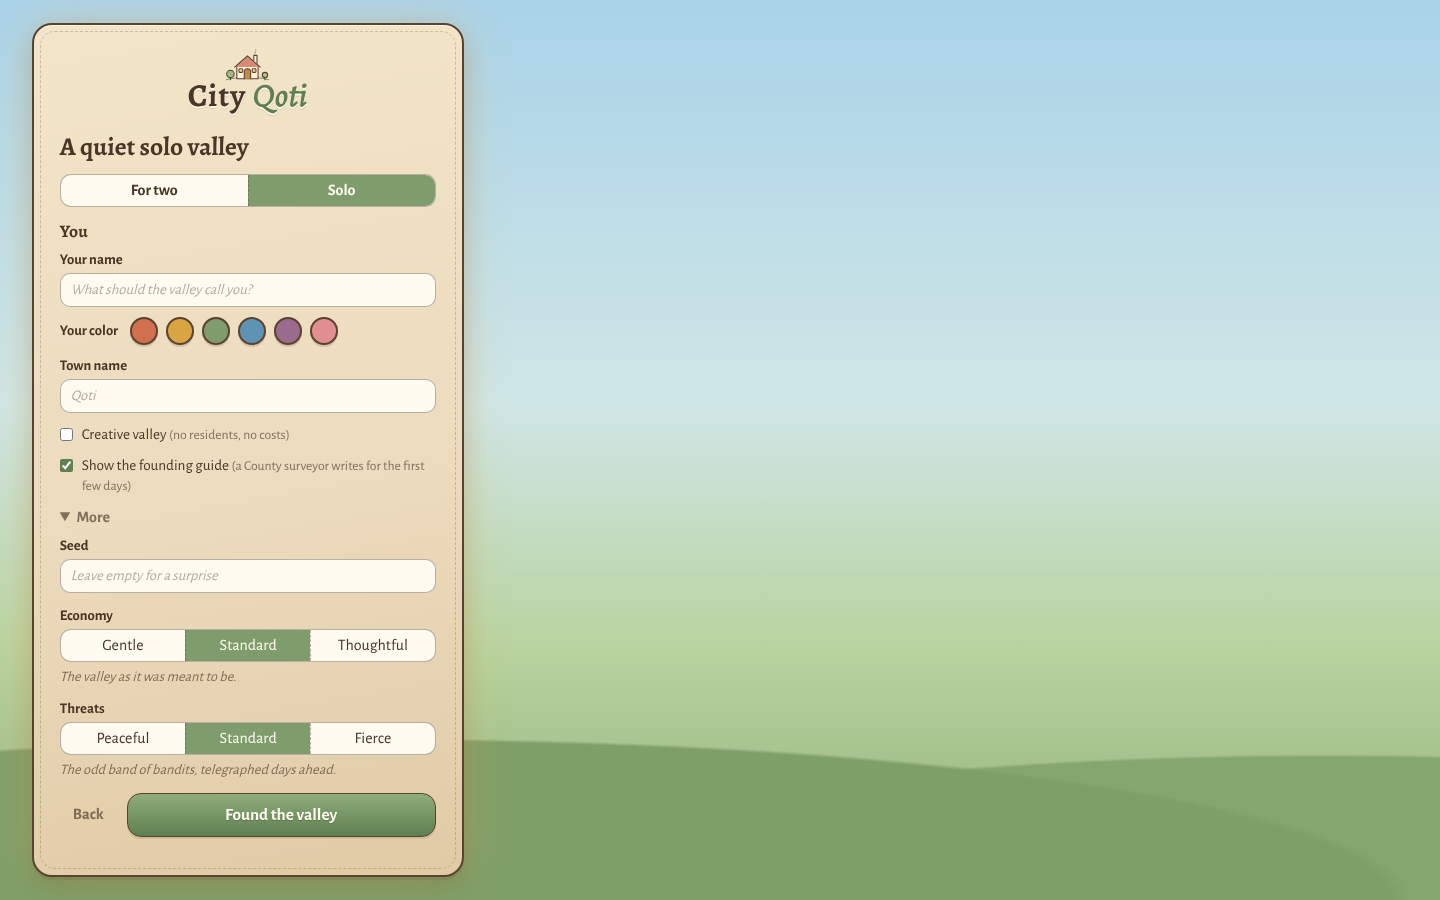 City Qoti
A quiet solo valley
For two
Solo
You
Your name
What should the valley call you?
Your color
Town name
Qoti
Creative valley (no residents, no costs)
Show the founding guide (a County surveyor writes for the first
few days)
▼ More
Seed
Leave empty for a surprise
Economy
Gentle
Standard
Thoughtful
The valley as it was meant to be.
Threats
Peaceful
Standard
Fierce
The odd band of bandits, telegraphed days ahead.
Back
Found the valley